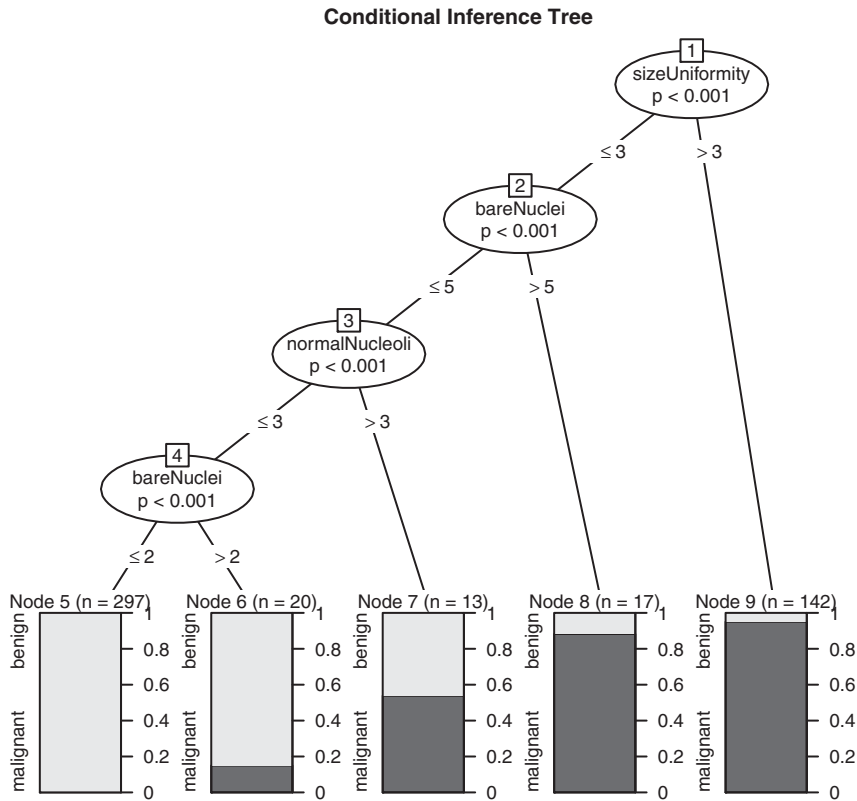 Conditional Inference Tree
1
sizeUniformity
p < 0.001
≤ 3
> 3
2
bareNuclei
p < 0.001
≤ 5
> 5
3
normalNucleoli
p < 0.001
≤ 3
> 3
4
bareNuclei
p < 0.001
≤ 2
> 2
Node 5 (n = 297)
benign
malignant
1
0.8
0.6
0.4
0.2
0
Node 6 (n = 20)
benign
malignant
1
0.8
0.6
0.4
0.2
0
Node 7 (n = 13)
benign
malignant
1
0.8
0.6
0.4
0.2
0
Node 8 (n = 17)
benign
malignant
1
0.8
0.6
0.4
0.2
0
Node 9 (n = 142)
benign
malignant
1
0.8
0.6
0.4
0.2
0